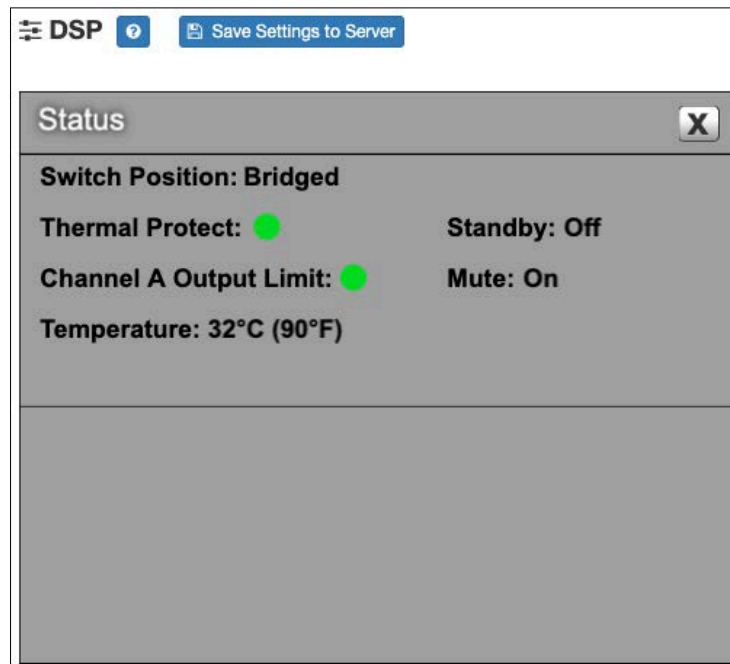 DSP ? Save Settings to Server
Status X
Switch Position: Bridged
Thermal Protect: Standby: Off
Channel A Output Limit: Mute: On
Temperature: 32°C (90°F)